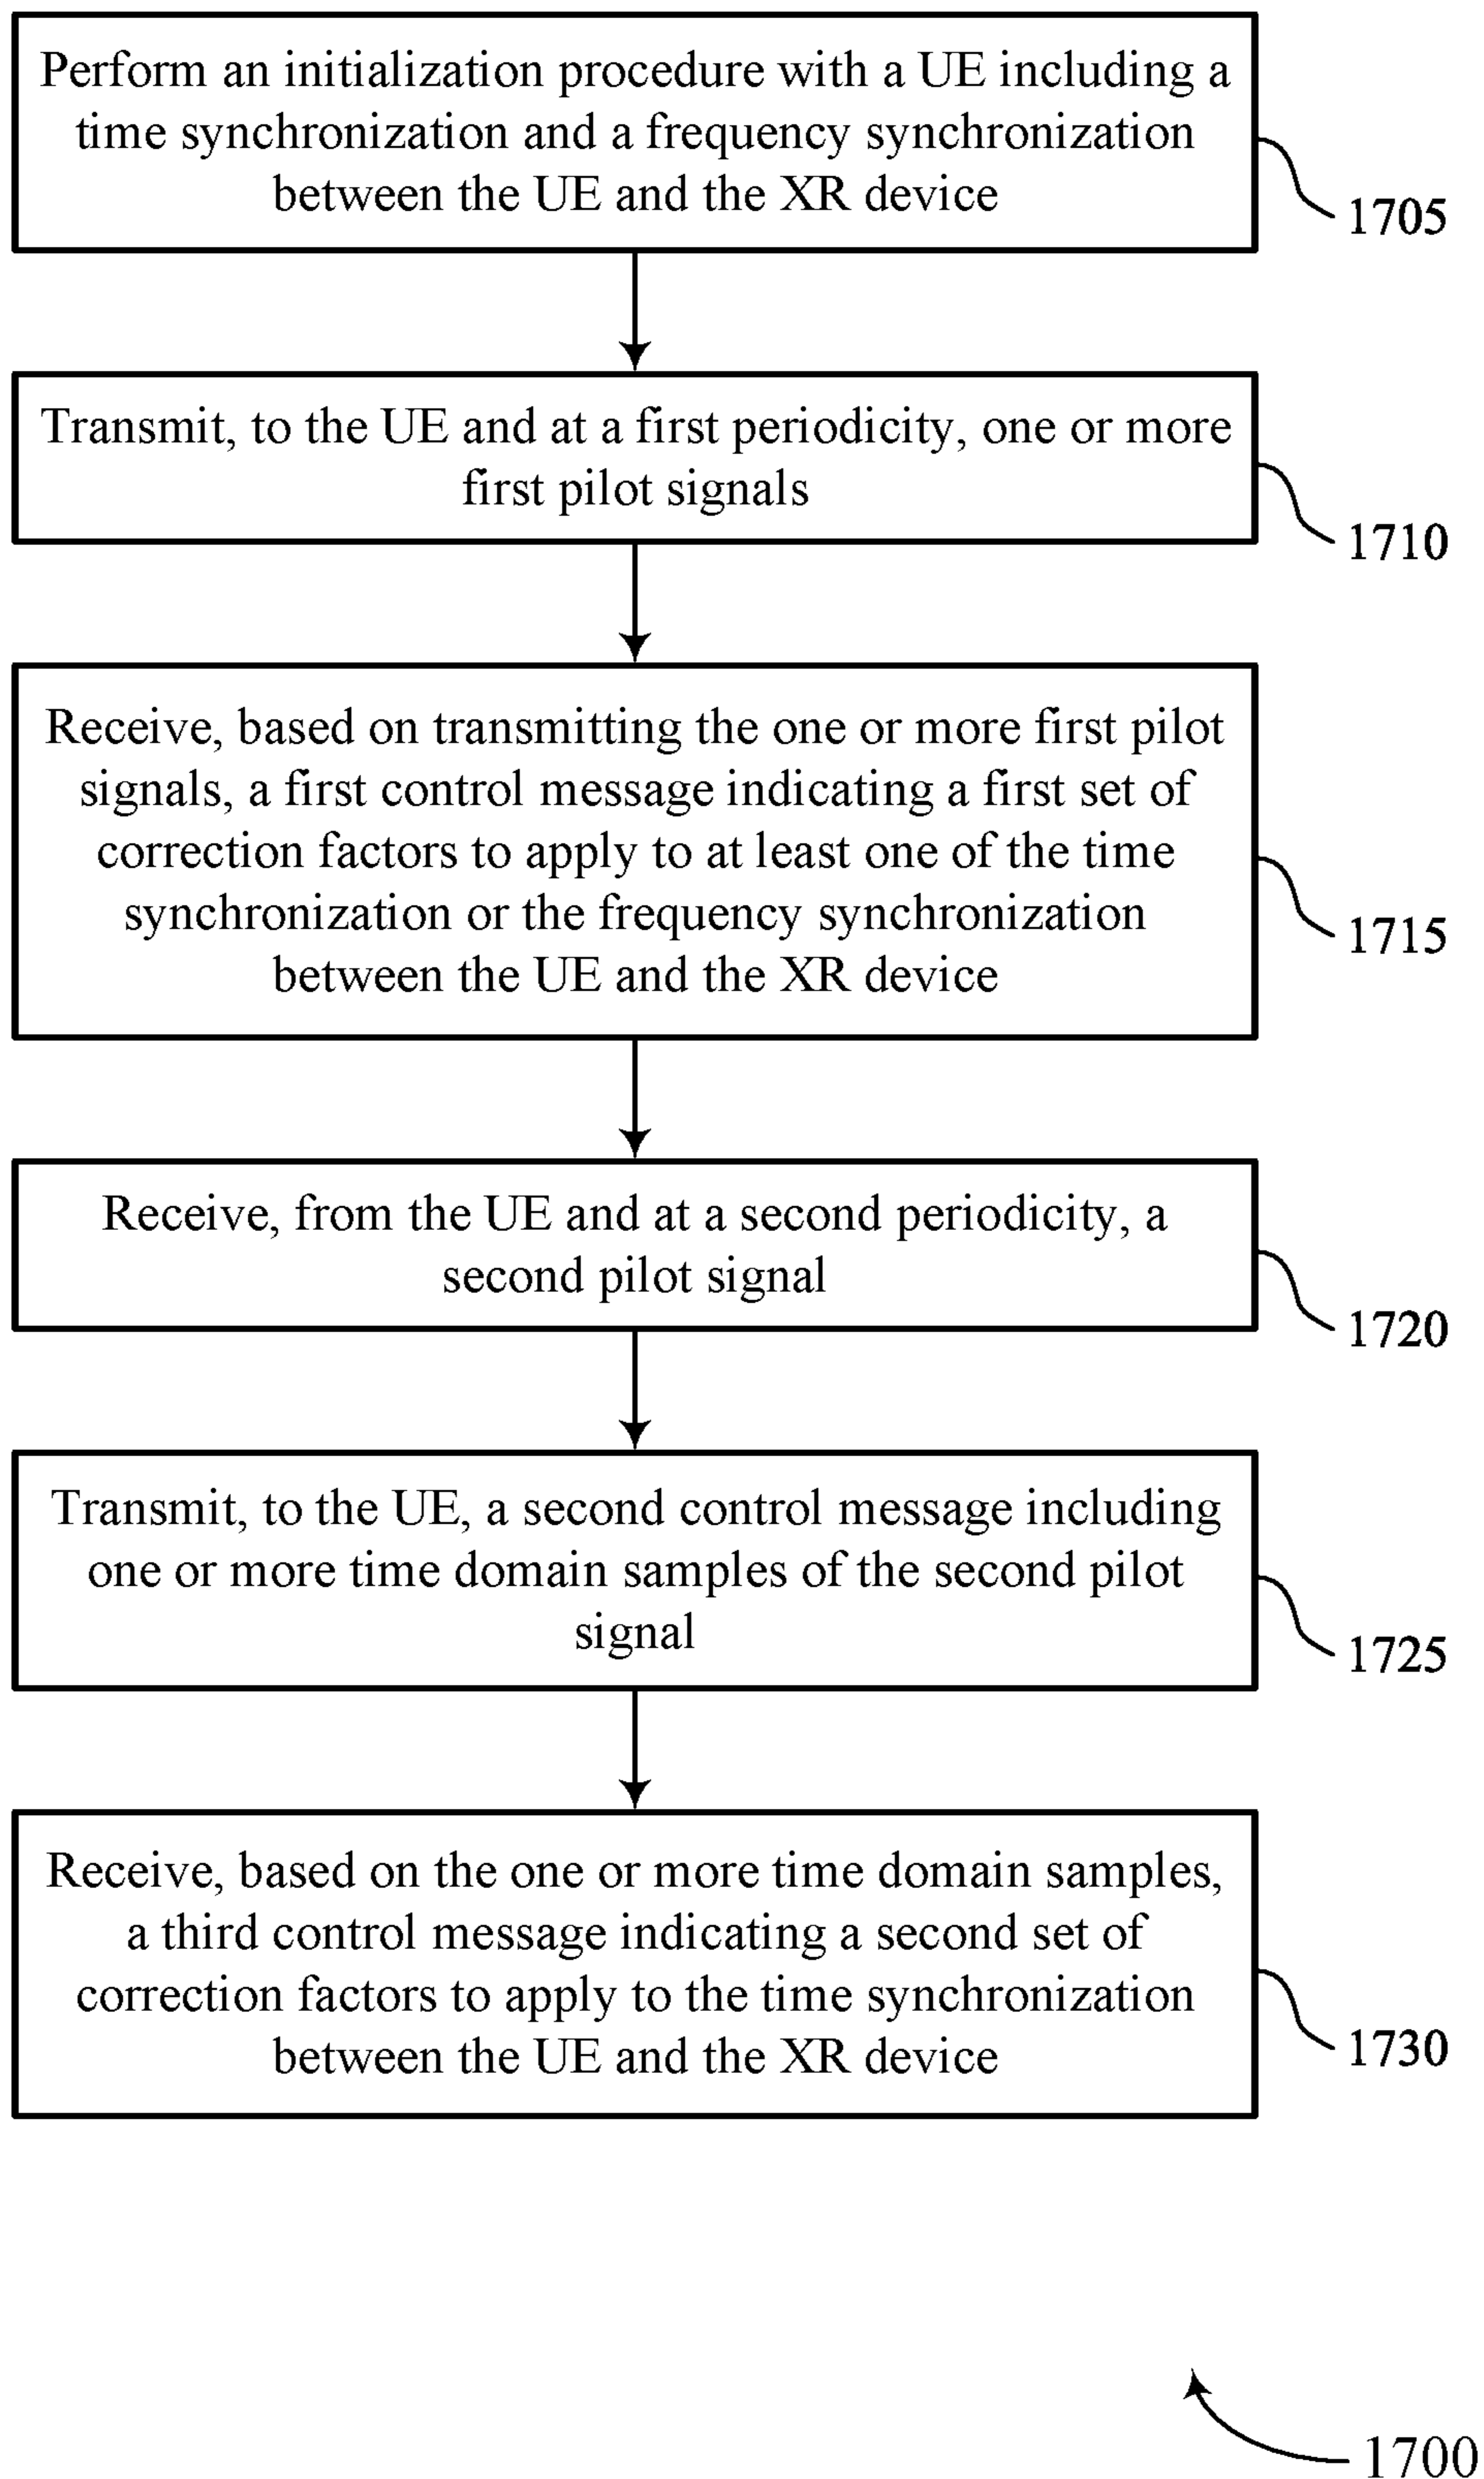 Perform an initialization procedure with a UE including a
time synchronization and a frequency synchronization
between the UE and the XR device
1705
Transmit, to the UE and at a first periodicity, one or more
first pilot signals
1710
Receive, based on transmitting the one or more first pilot
signals, a first control message indicating a first set of
correction factors to apply to at least one of the time
synchronization or the frequency synchronization
between the UE and the XR device
1715
Receive, from the UE and at a second periodicity, a
second pilot signal
1720
Transmit, to the UE, a second control message including
one or more time domain samples of the second pilot
signal
1725
Receive, based on the one or more time domain samples,
a third control message indicating a second set of
correction factors to apply to the time synchronization
between the UE and the XR device
1730
1700